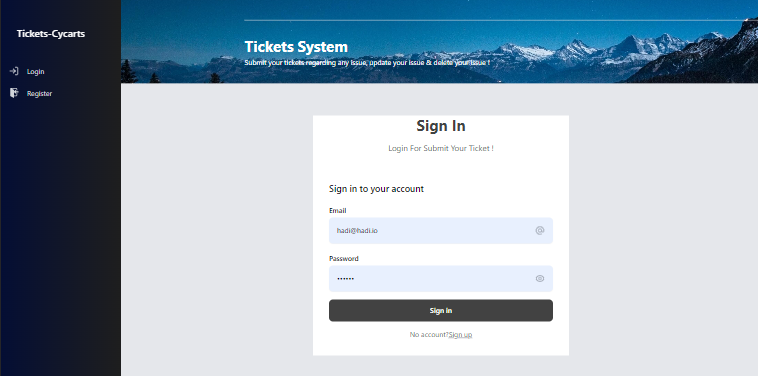 Tickets-Cycarts
Login
Register
Tickets System
Submit your tickets regarding any issue, update your issue & delete your issue !
Sign In
Login For Submit Your Ticket !
Sign in to your account
Email
hadi@hadi.io
@
Password
••••••
Sign in
No account?Sign up